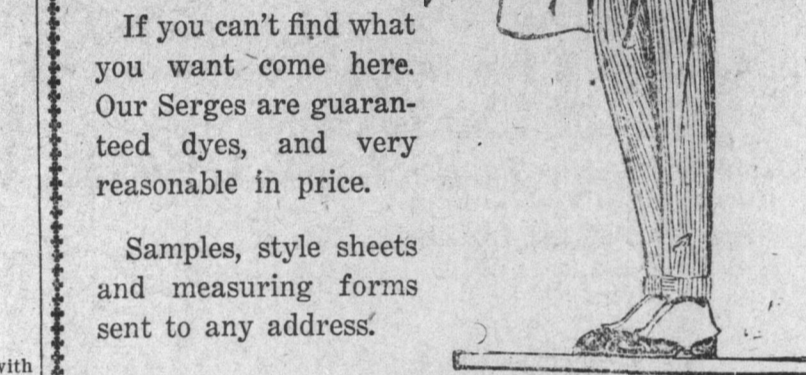 If you can't find what
you want come here.
Our Serges are guaran-
teed dyes, and very
reasonable in price.
Samples, style sheets
and measuring forms
sent to any address.
with